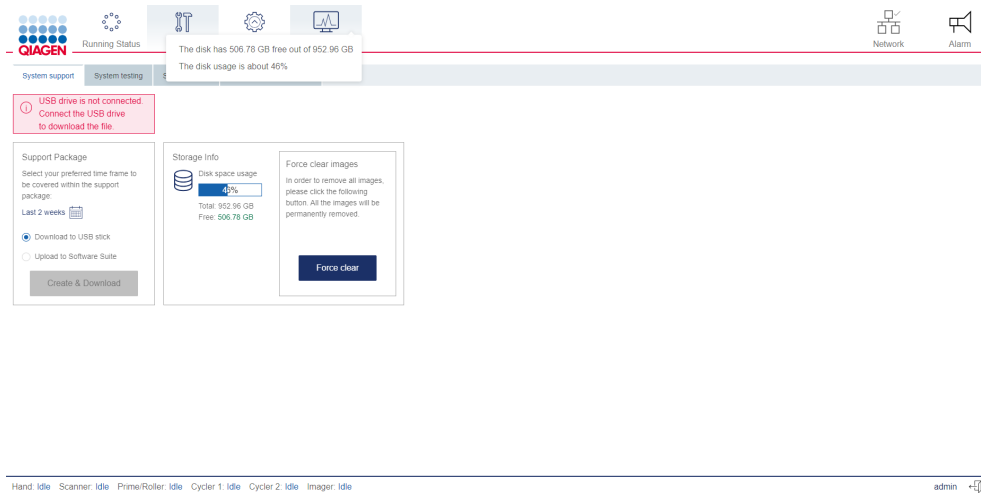 QIAGEN
Running Status
Network
Alarm
The disk has 506.78 GB free out of 952.96 GB
The disk usage is about 46%
System support
System testing
USB drive is not connected.
Connect the USB drive
to download the file.
Support Package
Select your preferred time frame to
be covered within the support
package:
Last 2 weeks
Download to USB stick
Upload to Software Suite
Create & Download
Storage Info
Disk space usage
46%
Total: 952.96 GB
Free: 506.78 GB
Force clear images
In order to remove all images,
please click the following
button. All the images will be
permanently removed.
Force clear
Hand: Idle Scanner: Idle Prime/Roller: Idle Cycler 1: Idle Cycler 2: Idle Imager: Idle
admin